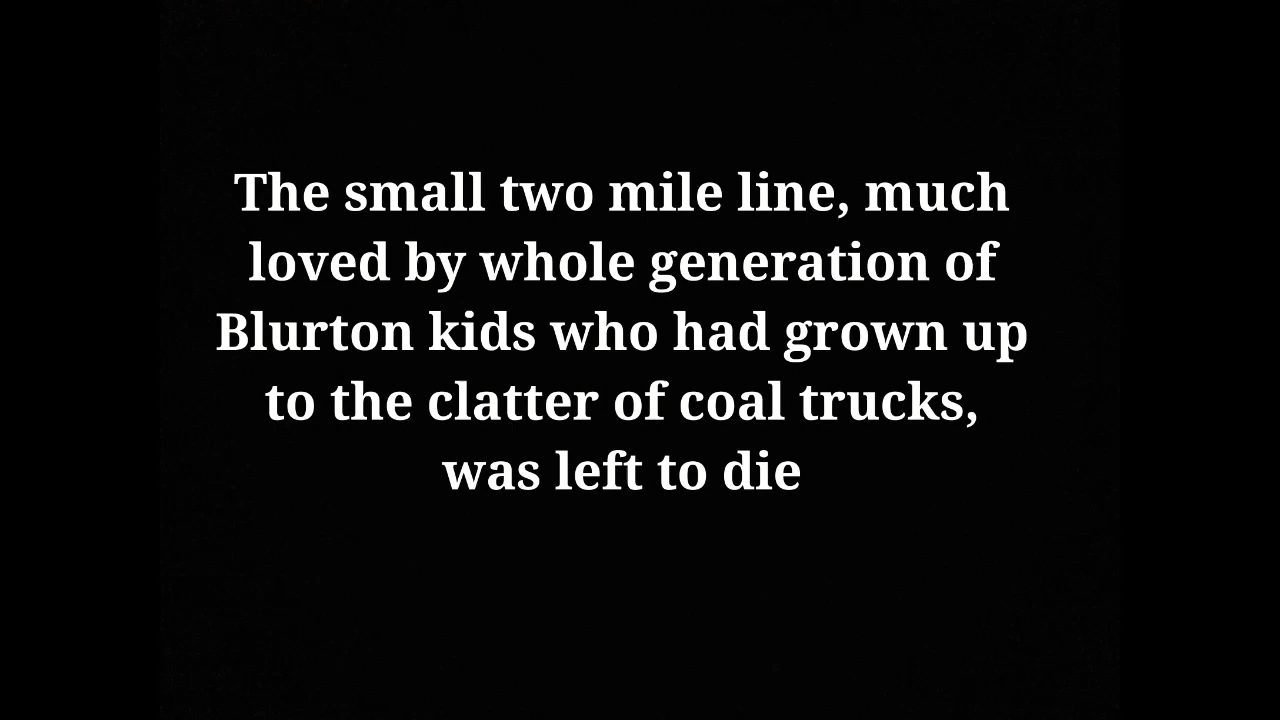 The small two mile line, much
loved by whole generation of
Blurton kids who had grown up
to the clatter of coal trucks,
was left to die